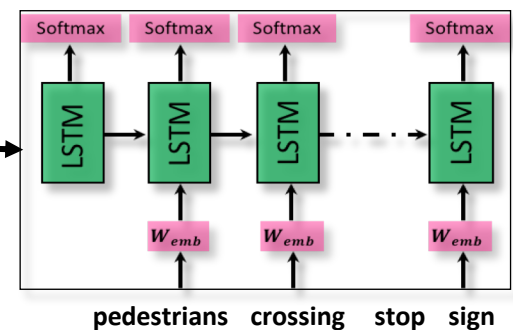 Softmax Softmax Softmax Softmax
LSTM LSTM LSTM LSTM
W_emb W_emb W_emb
pedestrians crossing stop sign